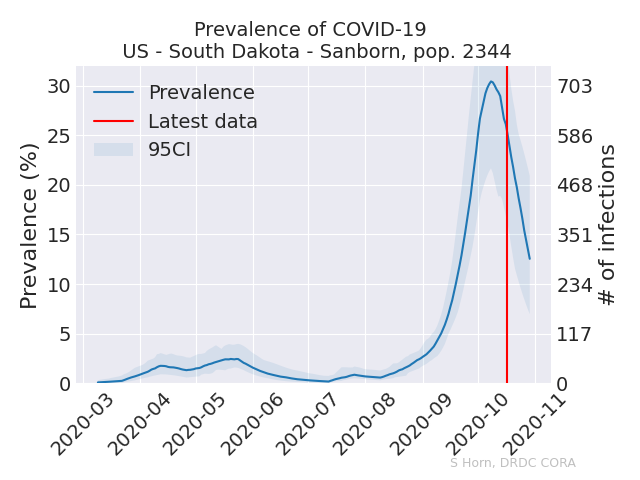 Prevalence of COVID-19
US - South Dakota - Sanborn, pop. 2344
Prevalence
Latest data
95CI
Prevalence (%)
30
25
20
15
10
5
0
703
586
468
351
234
117
0
# of infections
2020-03
2020-04
2020-05
2020-06
2020-07
2020-08
2020-09
2020-10
2020-11
S Horn, DRDC CORA